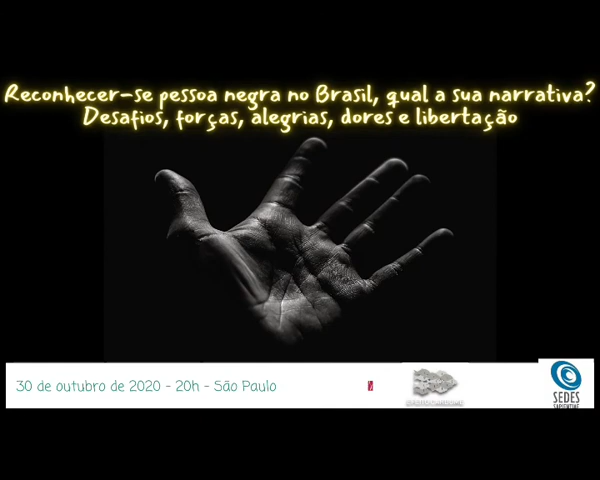 Reconhecer-se pessoa negra no Brasil, qual a sua narrativa?
Desafios, forças, alegrias, dores e libertação
30 de outubro de 2020 - 20h - São Paulo
SEDES
SAPIENTIAE